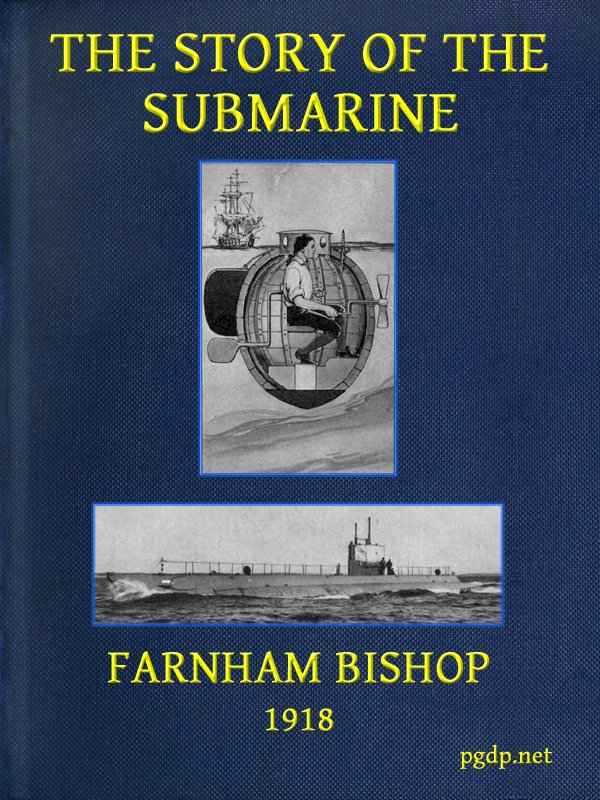 THE STORY OF THE
SUBMARINE
FARNHAM BISHOP
1918
pgdp.net